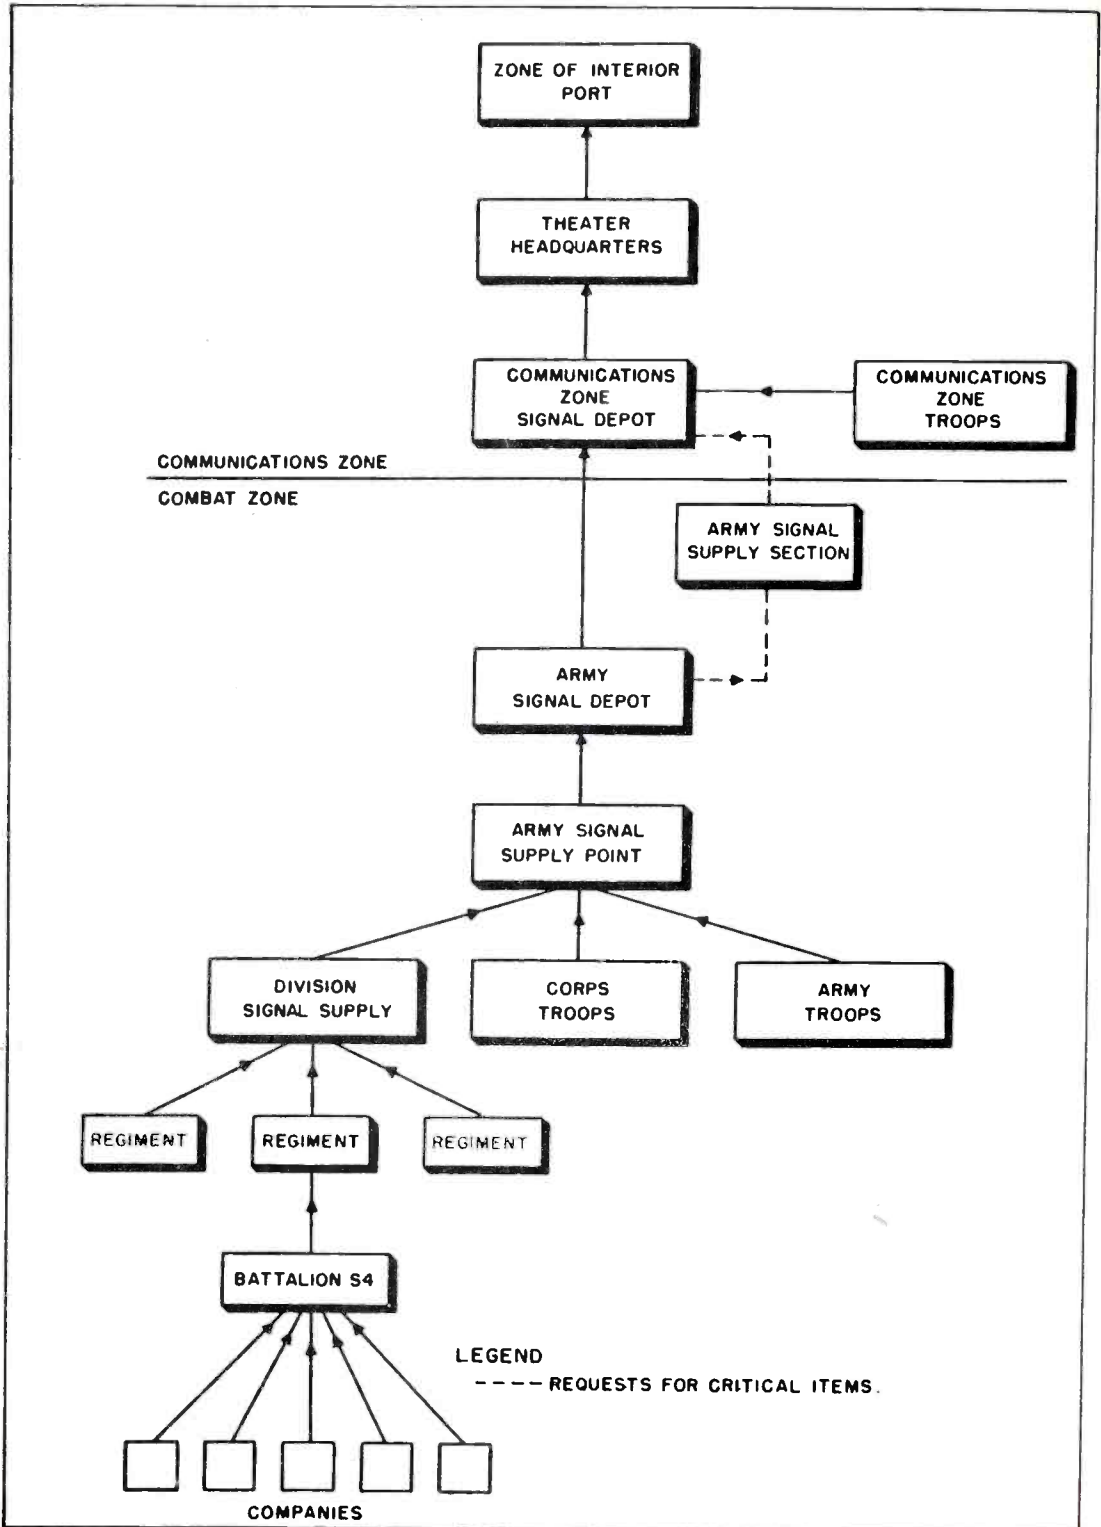 ZONE OF INTERIOR
PORT
THEATER
HEADQUARTERS
COMMUNICATIONS
ZONE
SIGNAL DEPOT
COMMUNICATIONS
ZONE
TROOPS
COMMUNICATIONS ZONE
COMBAT ZONE
ARMY SIGNAL
SUPPLY SECTION
ARMY
SIGNAL DEPOT
ARMY SIGNAL
SUPPLY POINT
DIVISION
SIGNAL SUPPLY
CORPS
TROOPS
ARMY
TROOPS
REGIMENT
REGIMENT
REGIMENT
BATTALION S4
LEGEND
---- REQUESTS FOR CRITICAL ITEMS.
COMPANIES